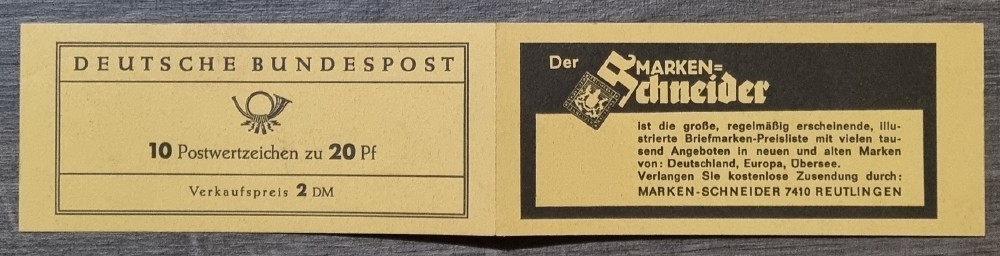 DEUTSCHE BUNDESPOST
10 Postwertzeichen zu 20 Pf
Verkaufspreis 2 DM
Der MARKEN=
Schneider
ist die große, regelmäßig erscheinende, illu-
strierte Briefmarken-Preisliste mit vielen tau-
send Angeboten in neuen und alten Marken
von: Deutschland, Europa, Übersee.
Verlangen Sie kostenlose Zusendung durch:
MARKEN-SCHNEIDER 7410 REUTLINGEN